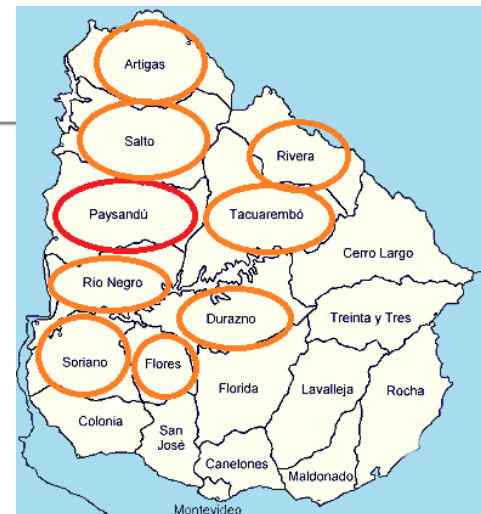 Artigas
Salto
Rivera
Paysandú
Tacuarembó
Cerro Largo
Río Negro
Durazno
Treinta y Tres
Soriano
Flores
Florida
Lavalleja
Rocha
Colonia
San
José
Canelones
Maldonado
Montevideo